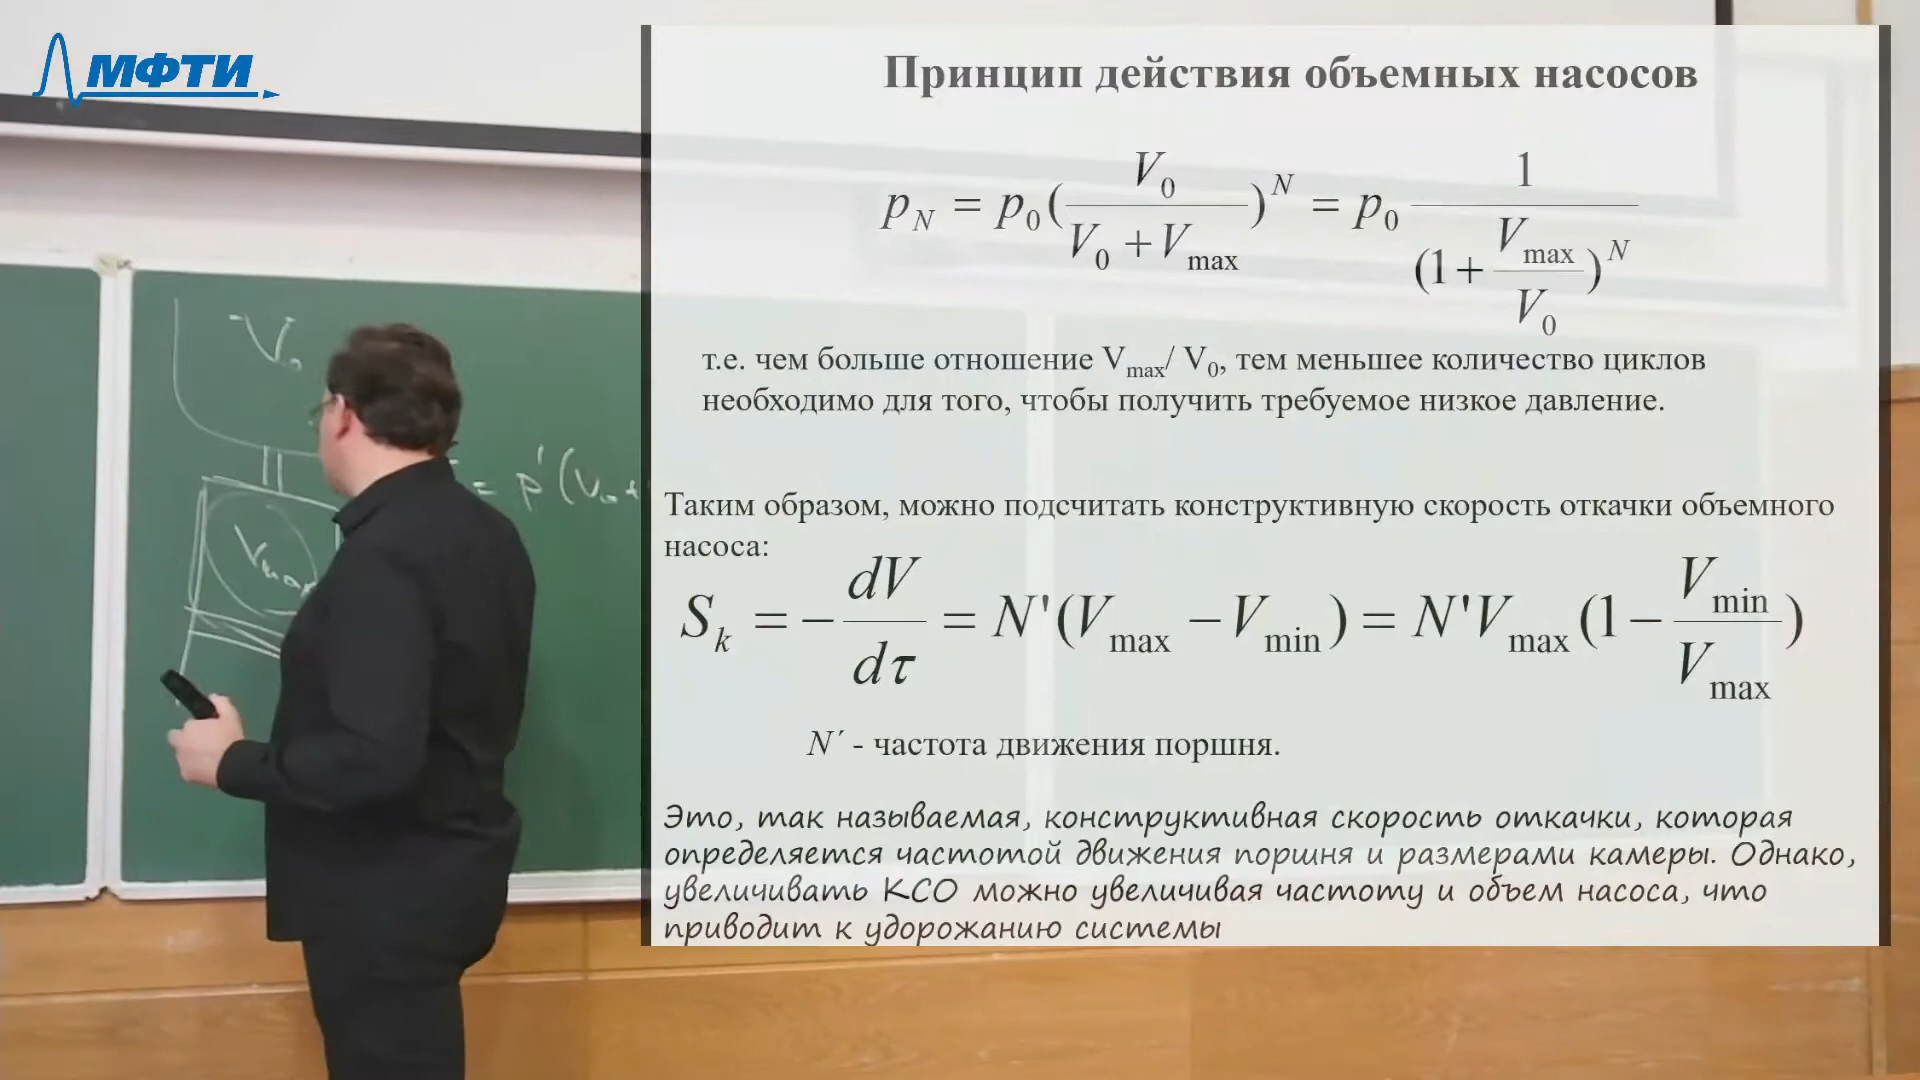 МФТИ
Принцип действия объемных насосов
p_N = p_0 (V_0 / (V_0 + V_max))^N = p_0 1 / (1 + V_max / V_0)^N
т.е. чем больше отношение V_max/ V_0, тем меньшее количество циклов
необходимо для того, чтобы получить требуемое низкое давление.
Таким образом, можно подсчитать конструктивную скорость откачки объемного
насоса:
S_k = − dV / dτ = N'(V_max − V_min) = N'V_max (1 − V_min / V_max)
N´ - частота движения поршня.
Это, так называемая, конструктивная скорость откачки, которая
определяется частотой движения поршня и размерами камеры. Однако,
увеличивать КСО можно увеличивая частоту и объем насоса, что
приводит к удорожанию системы
V_0
= p'(V_0 +
V_max